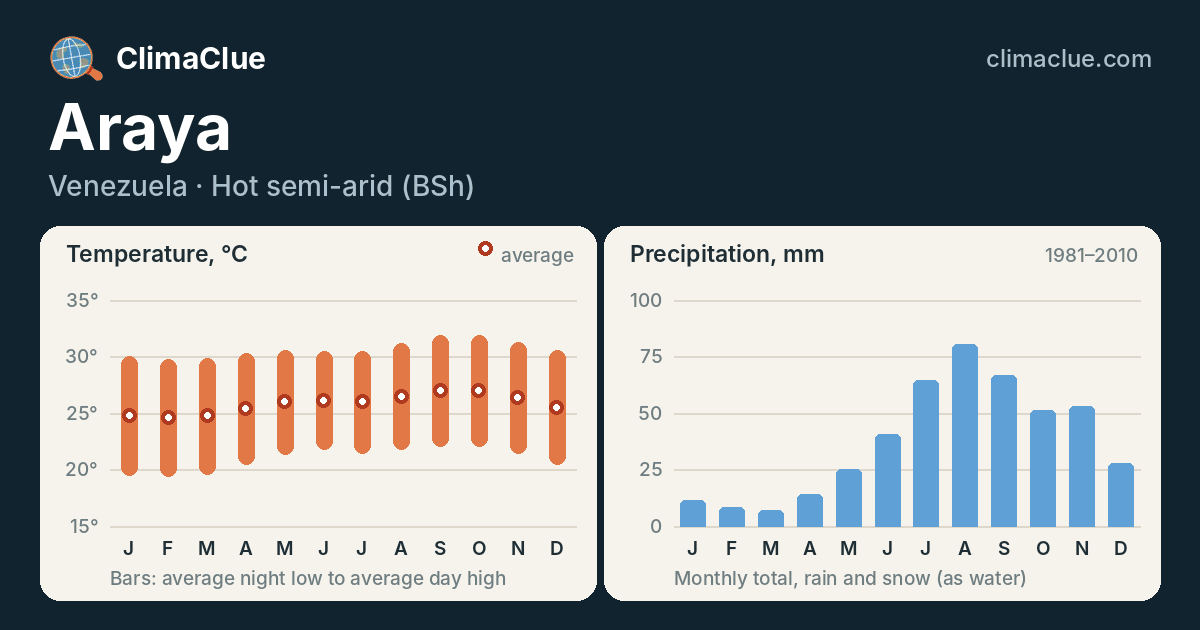 ClimaClue
climaclue.com
Araya
Venezuela · Hot semi-arid (BSh)
Temperature, °C
average
35°
30°
25°
20°
15°
J F M A M J J A S O N D
Bars: average night low to average day high
Precipitation, mm
1981–2010
100
75
50
25
0
J F M A M J J A S O N D
Monthly total, rain and snow (as water)